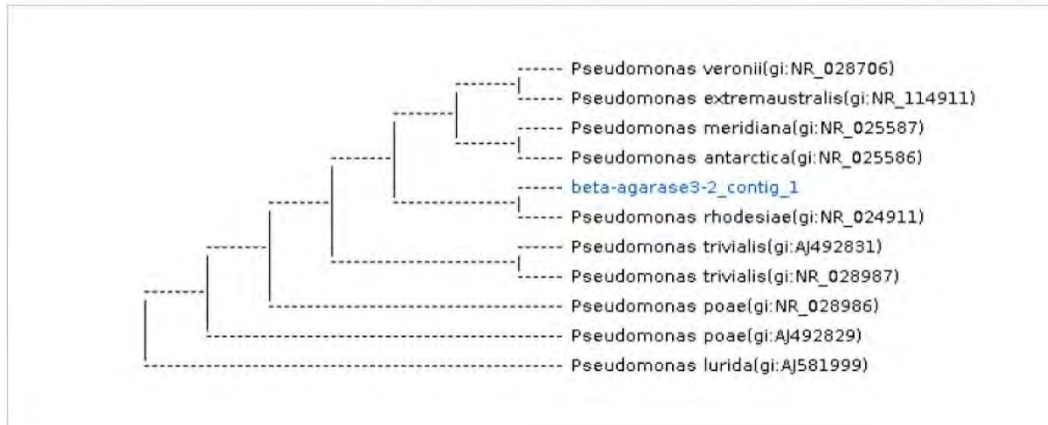 Pseudomonas veronii(gi:NR_028706)
Pseudomonas extremaustralis(gi:NR_114911)
Pseudomonas meridiana(gi:NR_025587)
Pseudomonas antarctica(gi:NR_025586)
beta-agarase3-2_contig_1
Pseudomonas rhodesiae(gi:NR_024911)
Pseudomonas trivialis(gi:AJ492831)
Pseudomonas trivialis(gi:NR_028987)
Pseudomonas poae(gi:NR_028986)
Pseudomonas poae(gi:AJ492829)
Pseudomonas lurida(gi:AJ581999)